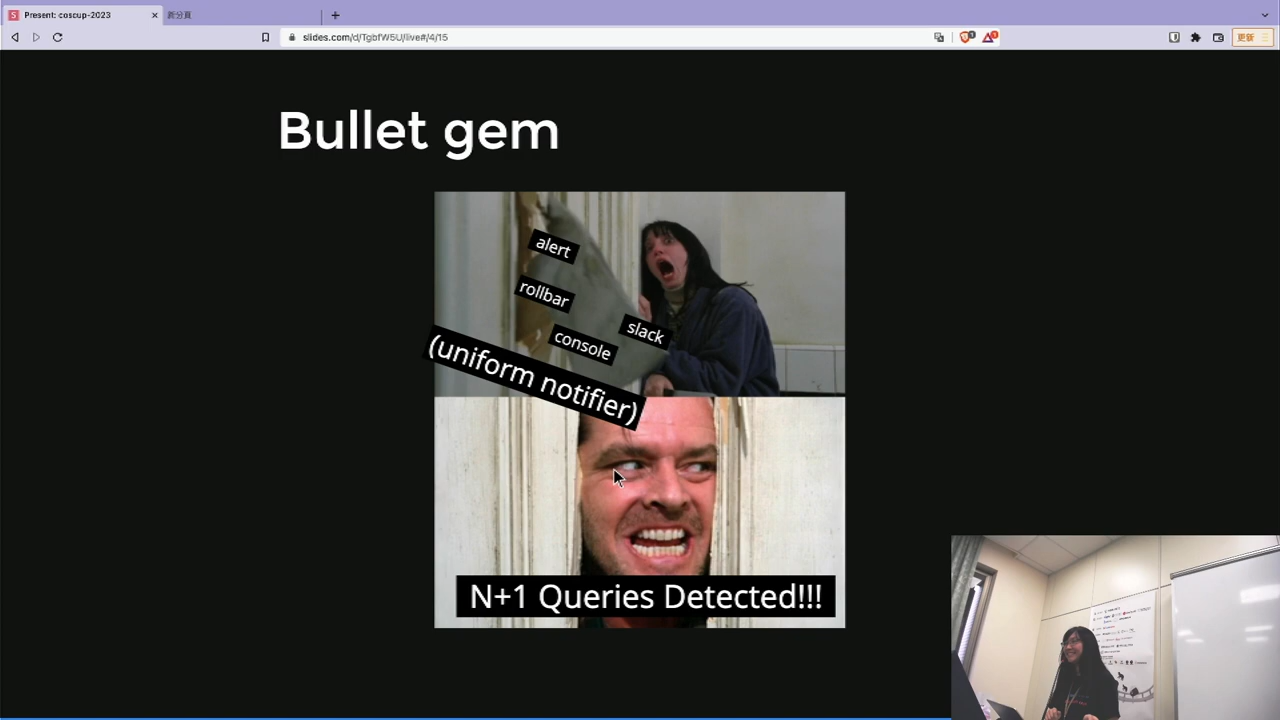 Present: coscup-2023
新分頁
slides.com/d/TgbfW5U/live#/4/15
更新
Bullet gem
alert
rollbar
console
slack
(uniform notifier)
N+1 Queries Detected!!!